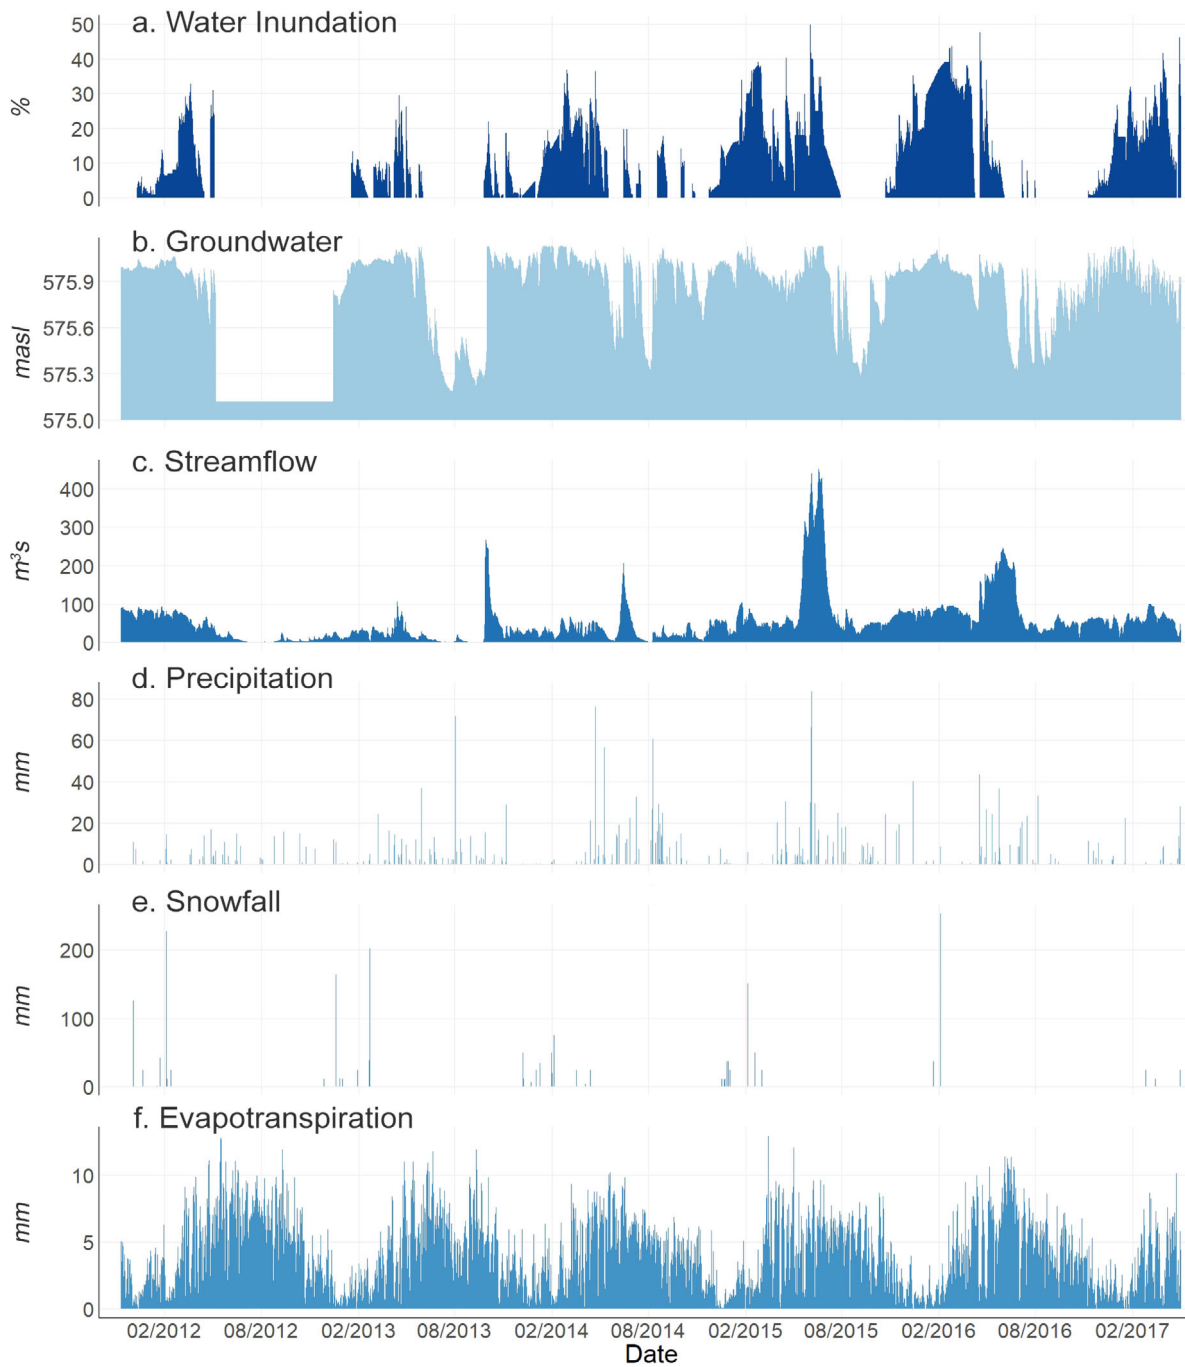 a. Water Inundation
50
40
30
20
10
0
%
b. Groundwater
575.9
575.6
575.3
575.0
masl
c. Streamflow
400
300
200
100
0
m³s
d. Precipitation
80
60
40
20
0
mm
e. Snowfall
200
100
0
mm
f. Evapotranspiration
10
5
0
mm
02/2012 08/2012 02/2013 08/2013 02/2014 08/2014 02/2015 08/2015 02/2016 08/2016 02/2017
Date